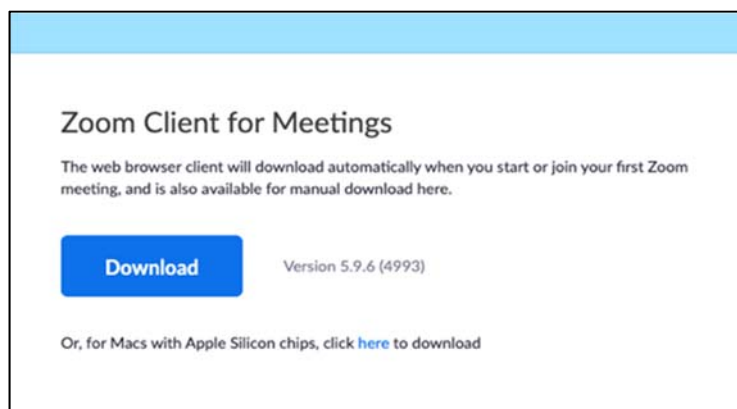 Zoom Client for Meetings
The web browser client will download automatically when you start or join your first Zoom
meeting, and is also available for manual download here.
Download
Version 5.9.6 (4993)
Or, for Macs with Apple Silicon chips, click here to download